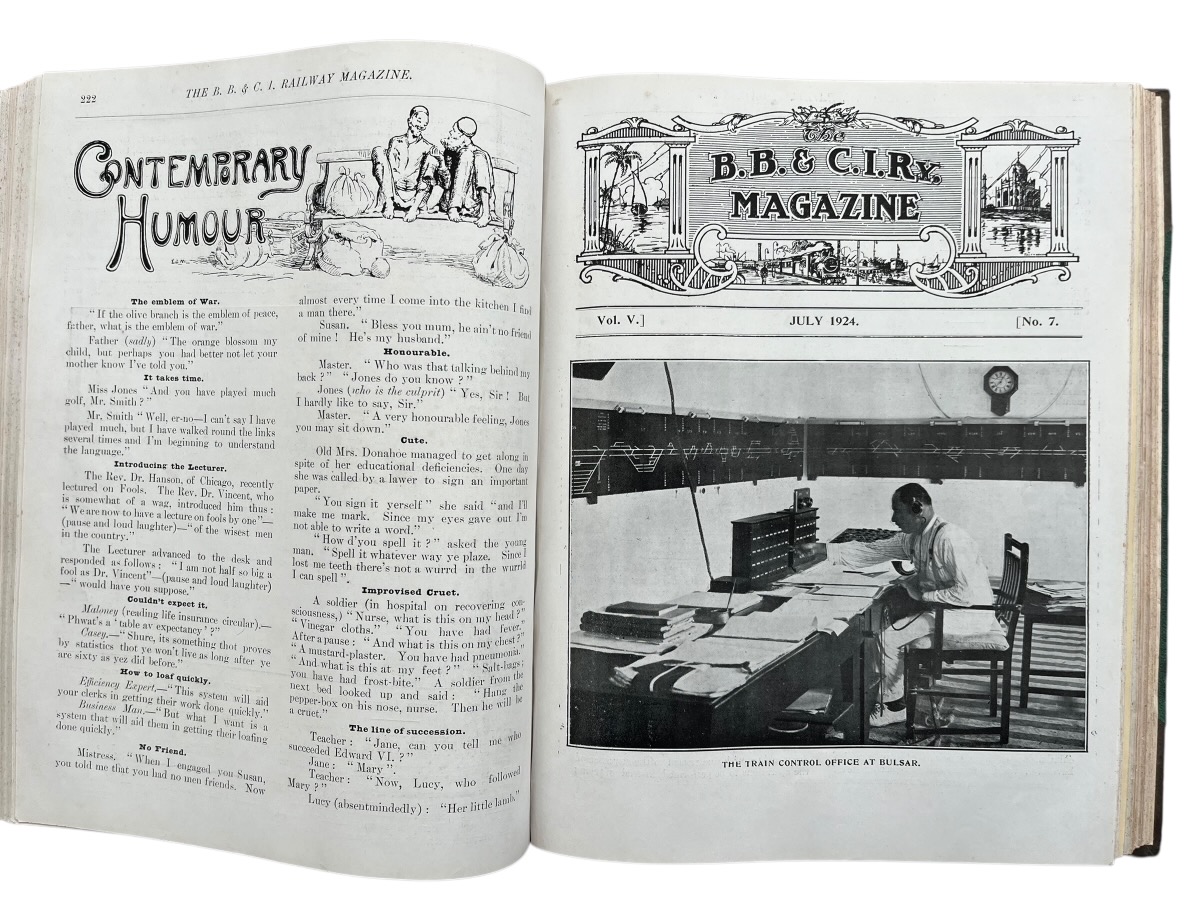 222
THE B. B. & C. I. RAILWAY MAGAZINE.
CONTEMPRARY
HUMOUR
The emblem of War.
"If the olive branch is the emblem of peace,
father, what is the emblem of war."
Father (sadly) "The orange blossom my
child, but perhaps you had better not let your
mother know I've told you."
It takes time.
Miss Jones "And you have played much
golf, Mr. Smith?"
Mr. Smith "Well, er-no—I can't say I have
played much, but I have walked round the links
several times and I'm beginning to understand
the language."
Introducing the Lecturer.
The Rev. Dr. Hanson, of Chicago, recently
lectured on Fools. The Rev. Dr. Vincent, who
is somewhat of a wag, introduced him thus:
"We are now to have a lecture on fools by one"—
(pause and loud laughter)—"of the wisest men
in the country."
The Lecturer advanced to the desk and
responded as follows: "I am not half so big a
fool as Dr. Vincent"—(pause and loud laughter)
—"would have you suppose."
Couldn't expect it.
Maloney (reading life insurance circular).—
"Phwat's a 'table av expectancy'?"
Casey.—"Shure, its something thot proves
by statistics thot ye won't live as long after ye
are sixty as yez did before."
How to loaf quickly.
Efficiency Expert.—"This system will aid
your clerks in getting their work done quickly."
Business Man.—"But what I want is a
system that will aid them in getting their loafing
done quickly."
No Friend.
Mistress. "When I engaged you Susan,
you told me that you had no men friends. Now
almost every time I come into the kitchen I find
a man there."
Susan. "Bless you mum, he ain't no friend
of mine! He's my husband."
Honourable.
Master. "Who was that talking behind my
back?" "Jones do you know?"
Jones (who is the culprit) "Yes, Sir! But
I hardly like to say, Sir."
Master. "A very honourable feeling, Jones
you may sit down."
Cute.
Old Mrs. Donahoe managed to get along in
spite of her educational deficiencies. One day
she was called by a lawer to sign an important
paper.
"You sign it yerself" she said "and I'll
make me mark. Since my eyes gave out I'm
not able to write a word."
"How d'you spell it?" asked the young
man. "Spell it whatever way ye plaze. Since I
lost me teeth there's not a wurrd in the wurrld
I can spell".
Improvised Cruet.
A soldier (in hospital on recovering con-
sciousness,) "Nurse, what is this on my head?"
"Vinegar cloths." "You have had fever."
After a pause: "And what is this on my chest?"
"A mustard-plaster. You have had pneumonia."
"And what is this at my feet?" "Salt-bags;
you have had frost-bite." A soldier from the
next bed looked up and said: "Hang the
pepper-box on his nose, nurse. Then he will be
a cruet."
The line of succession.
Teacher: "Jane, can you tell me who
succeeded Edward VI.?"
Jane: "Mary".
Teacher: "Now, Lucy, who followed
Mary?"
Lucy (absentmindedly): "Her little lamb."
The
B.B. & C.I.RY.
MAGAZINE
Vol. V.]
JULY 1924.
[No. 7.
THE TRAIN CONTROL OFFICE AT BULSAR.